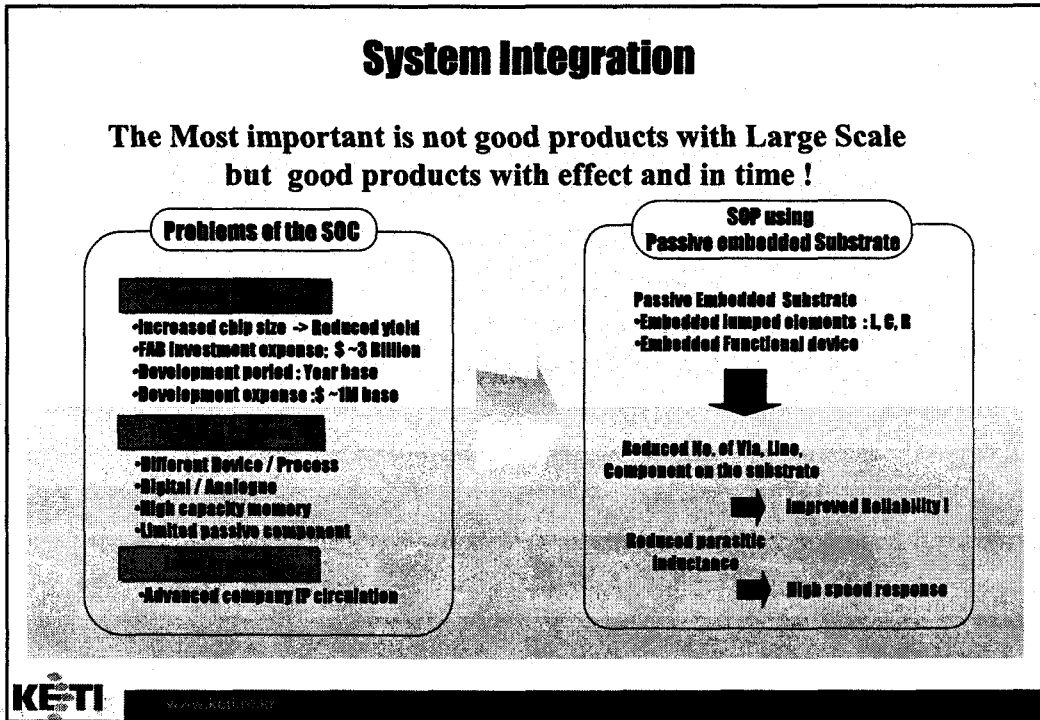 System Integration
The Most important is not good products with Large Scale
but good products with effect and in time !
Problems of the SOC
•Increased chip size -> Reduced yield
•FAB Investment expense: $ ~3 Billion
•Development period : Year base
•Development expense :$ ~1M base
•Different Device / Process
•Digital / Analogue
•High capacity memory
•Limited passive component
•Advanced company IP circulation
SOP using
Passive embedded Substrate
Passive Embedded Substrate
•Embedded lumped elements : L, C, R
•Embedded Functional device
Reduced No. of Via, Line,
Component on the substrate
Improved Reliability !
Reduced parasitic
inductance
High speed response
KETI
www.keti.re.kr